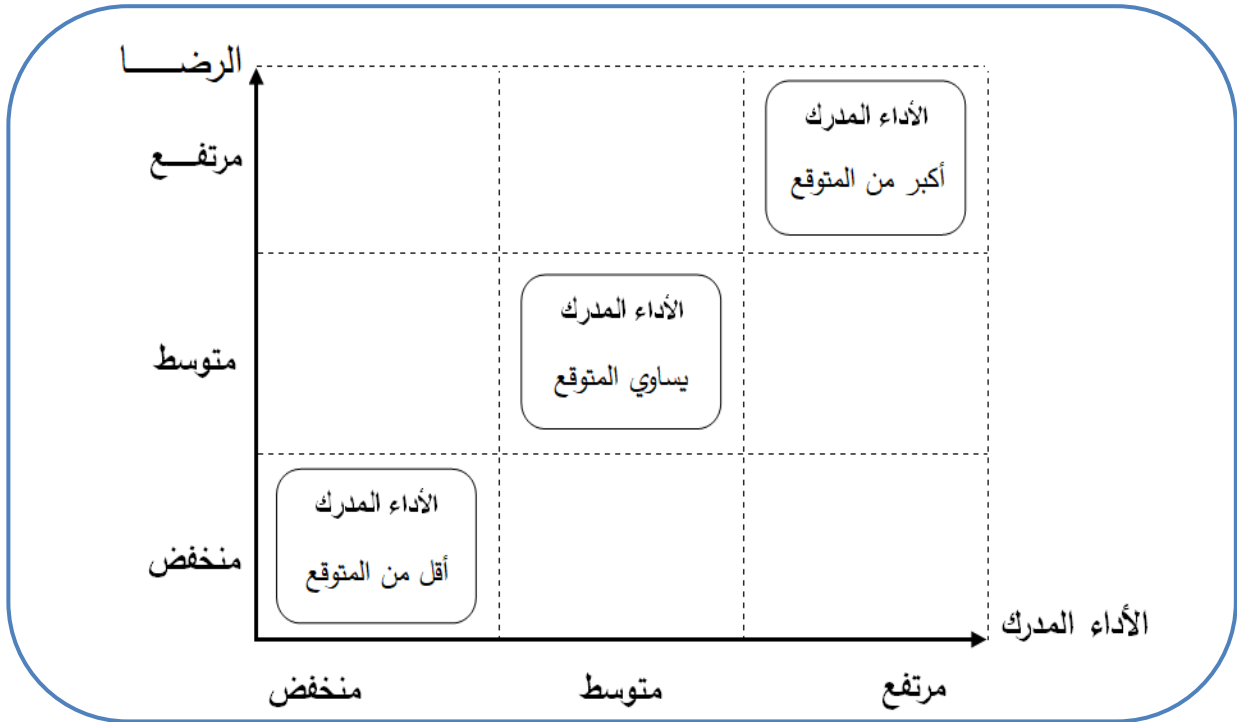 الرضــــــا
الأداء المدرك
أكبر من المتوقع
مرتفـــع
الأداء المدرك
يساوي المتوقع
متوسط
الأداء المدرك
أقل من المتوقع
منخفض
الأداء المدرك
منخفض
متوسط
مرتفع